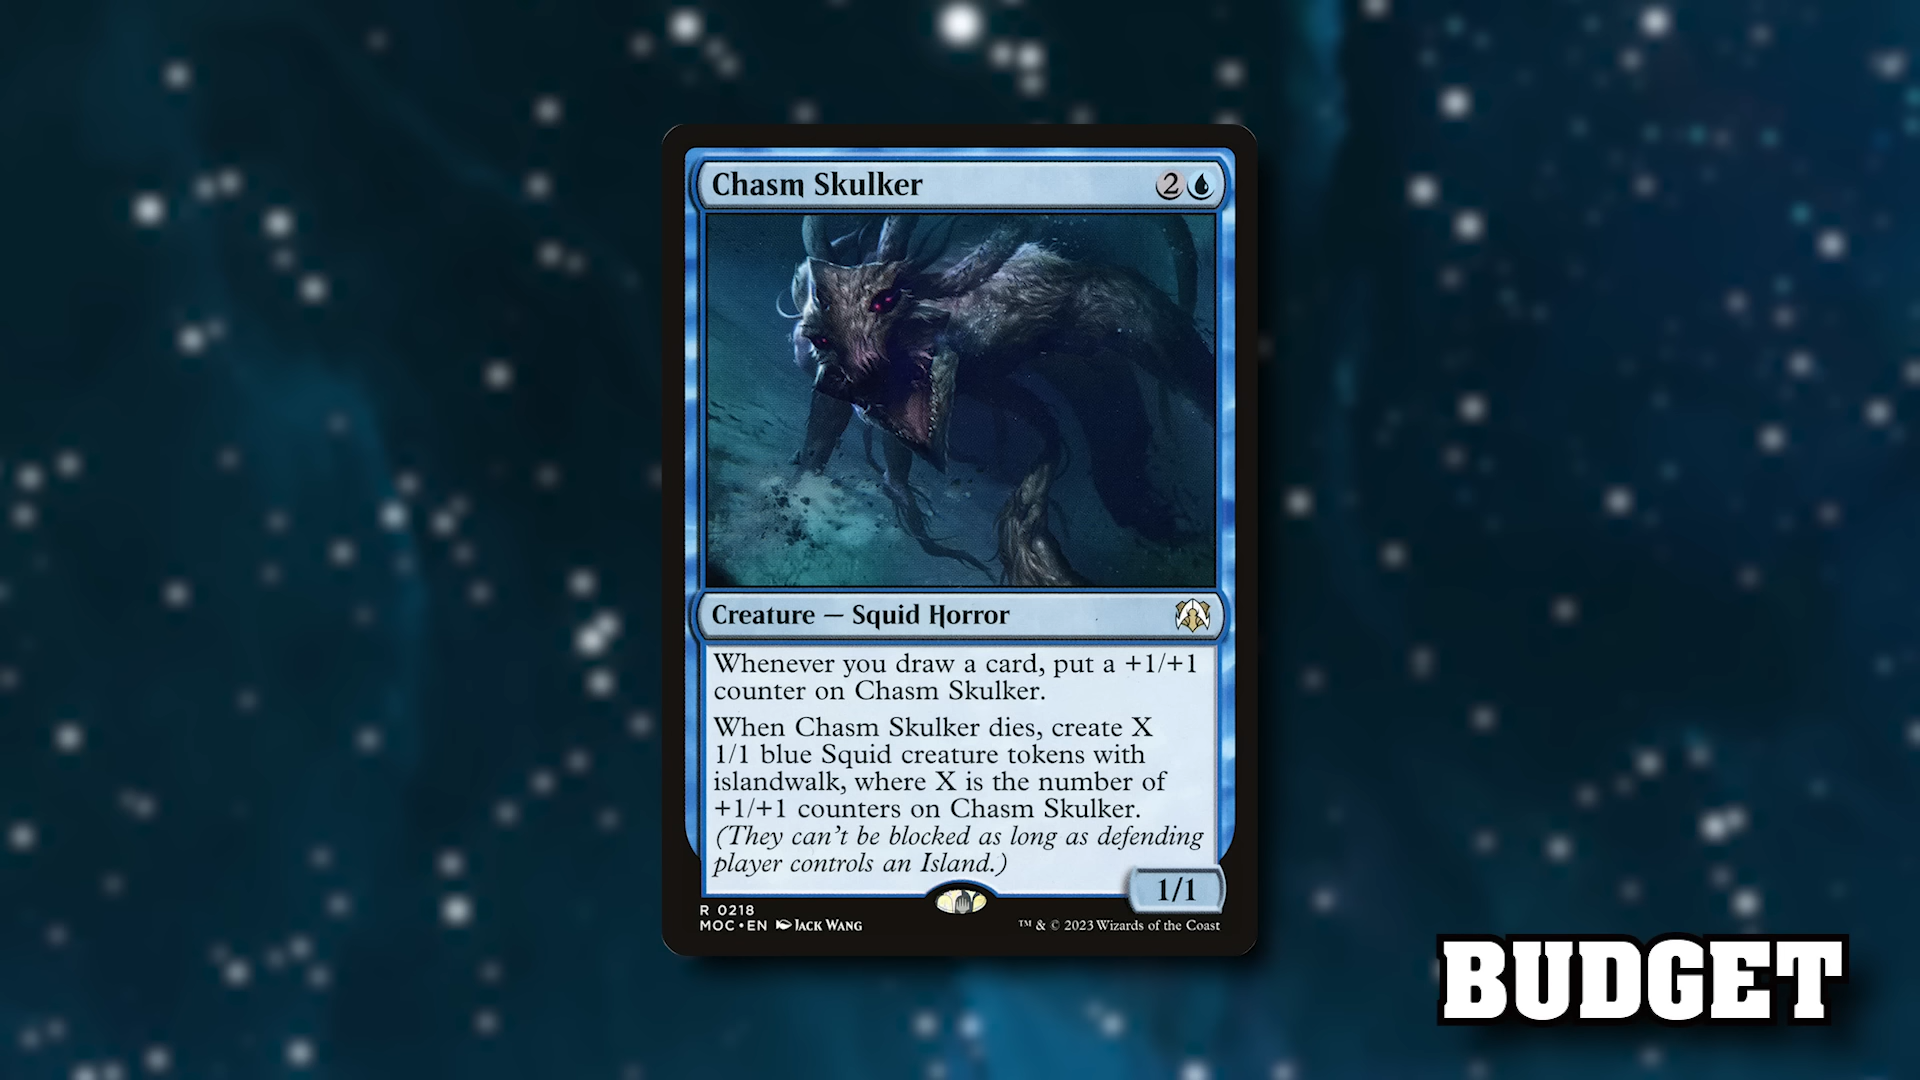 Chasm Skulker
2
Creature — Squid Horror
Whenever you draw a card, put a +1/+1
counter on Chasm Skulker.
When Chasm Skulker dies, create X
1/1 blue Squid creature tokens with
islandwalk, where X is the number of
+1/+1 counters on Chasm Skulker.
(They can't be blocked as long as defending
player controls an Island.)
1/1
R 0218
MOC • EN Jack Wang
™ & © 2023 Wizards of the Coast
BUDGET